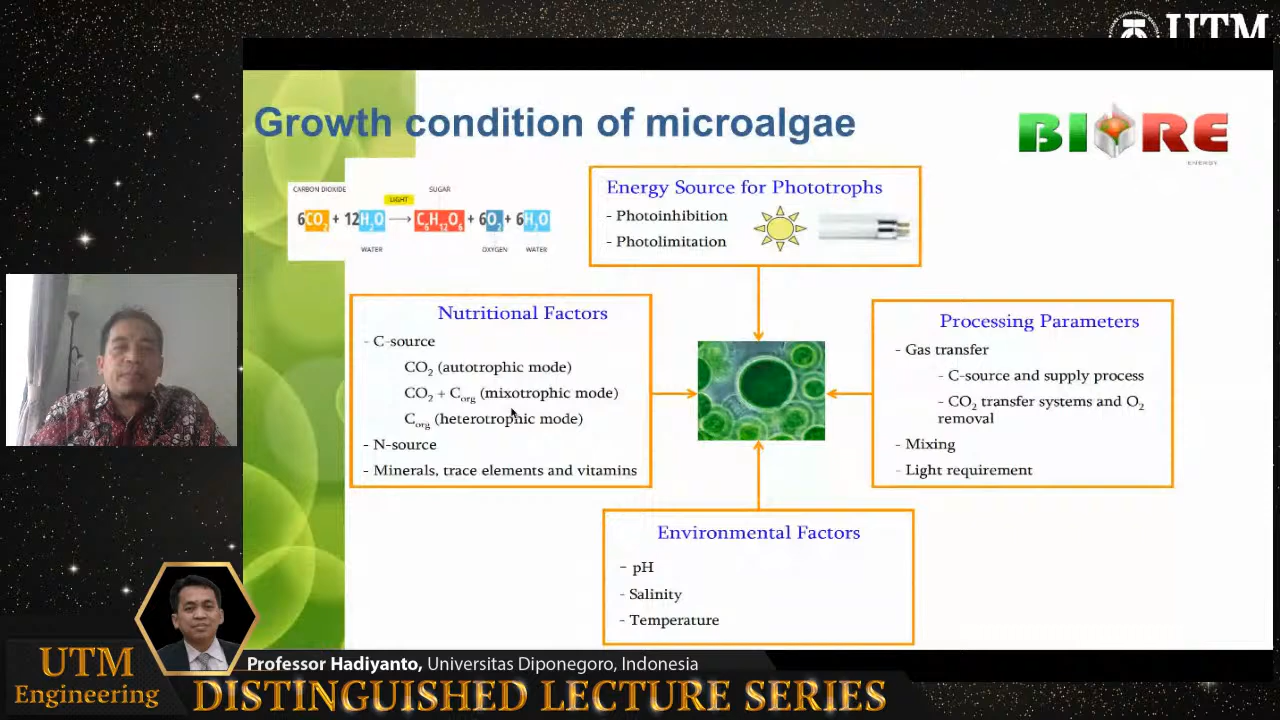 UTM
Growth condition of microalgae
BIORE
ENERGY
CARBON DIOXIDE
LIGHT
SUGAR
6CO₂ + 12H₂O → C₆H₁₂O₆ + 6O₂ + 6H₂O
WATER
OXYGEN
WATER
Energy Source for Phototrophs
- Photoinhibition
- Photolimitation
Nutritional Factors
- C-source
CO₂ (autotrophic mode)
CO₂ + Corg (mixotrophic mode)
Corg (heterotrophic mode)
- N-source
- Minerals, trace elements and vitamins
Processing Parameters
- Gas transfer
- C-source and supply process
- CO₂ transfer systems and O₂
removal
- Mixing
- Light requirement
Environmental Factors
- pH
- Salinity
- Temperature
UTM
Engineering
Professor Hadiyanto, Universitas Diponegoro, Indonesia
DISTINGUISHED LECTURE SERIES